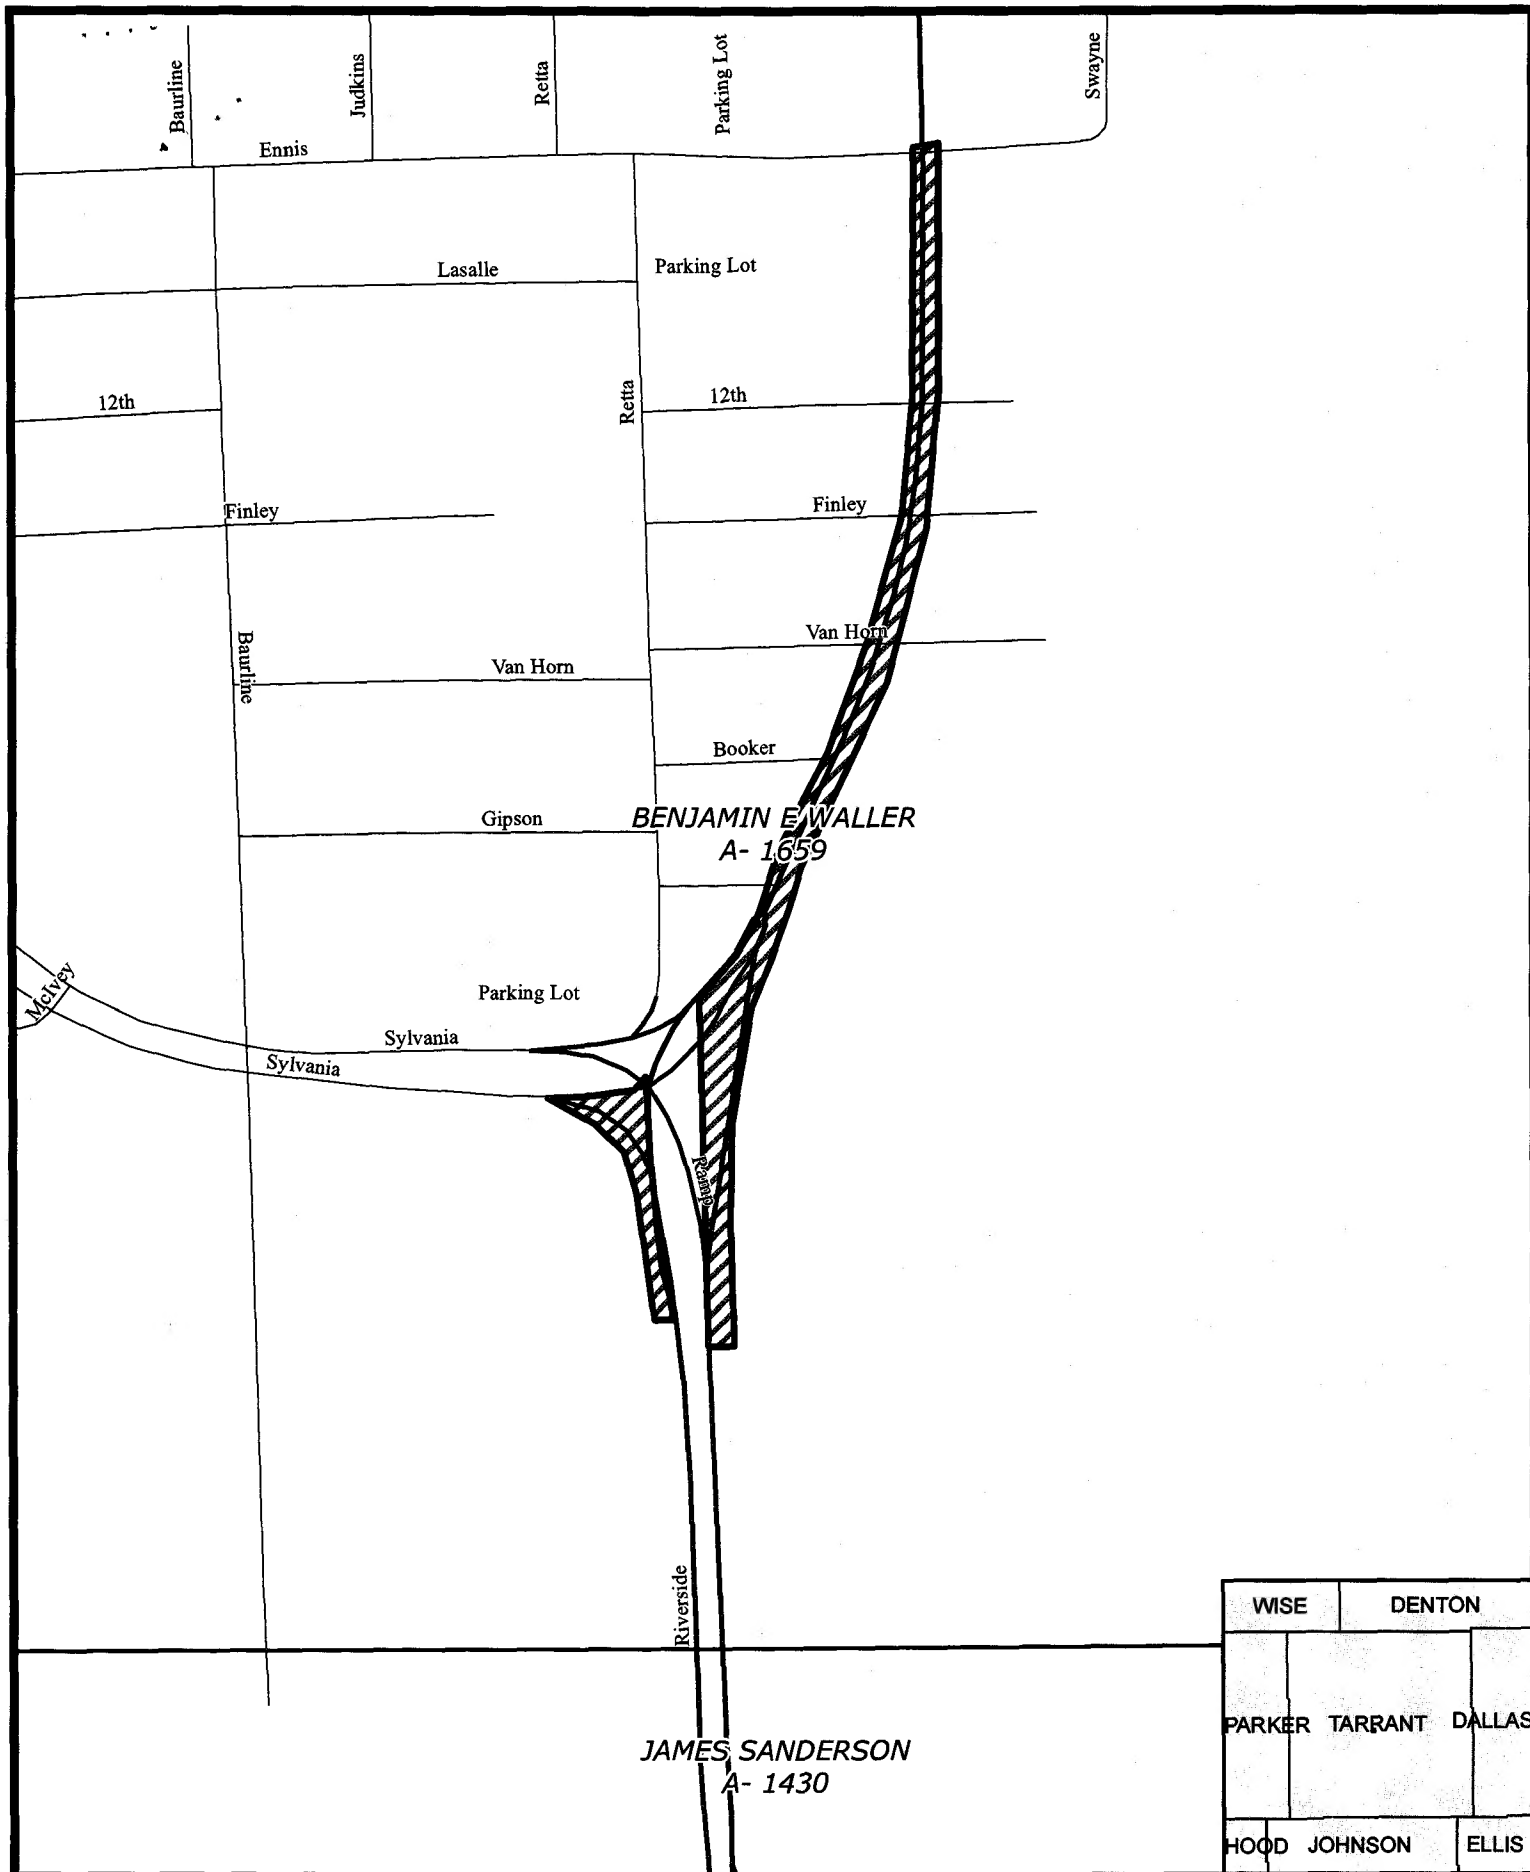 Baurline
Judkins
Retta
Parking Lot
Swayne
Ennis
Lasalle
Parking Lot
12th
Retta
12th
Finley
Finley
Baurline
Van Horn
Van Horn
Booker
Gipson
BENJAMIN E WALLER
A- 1659
McIvey
Parking Lot
Sylvania
Sylvania
Ramp
Riverside
WISE DENTON
PARKER TARRANT DALLAS
JAMES SANDERSON
A- 1430
HOOD JOHNSON ELLIS